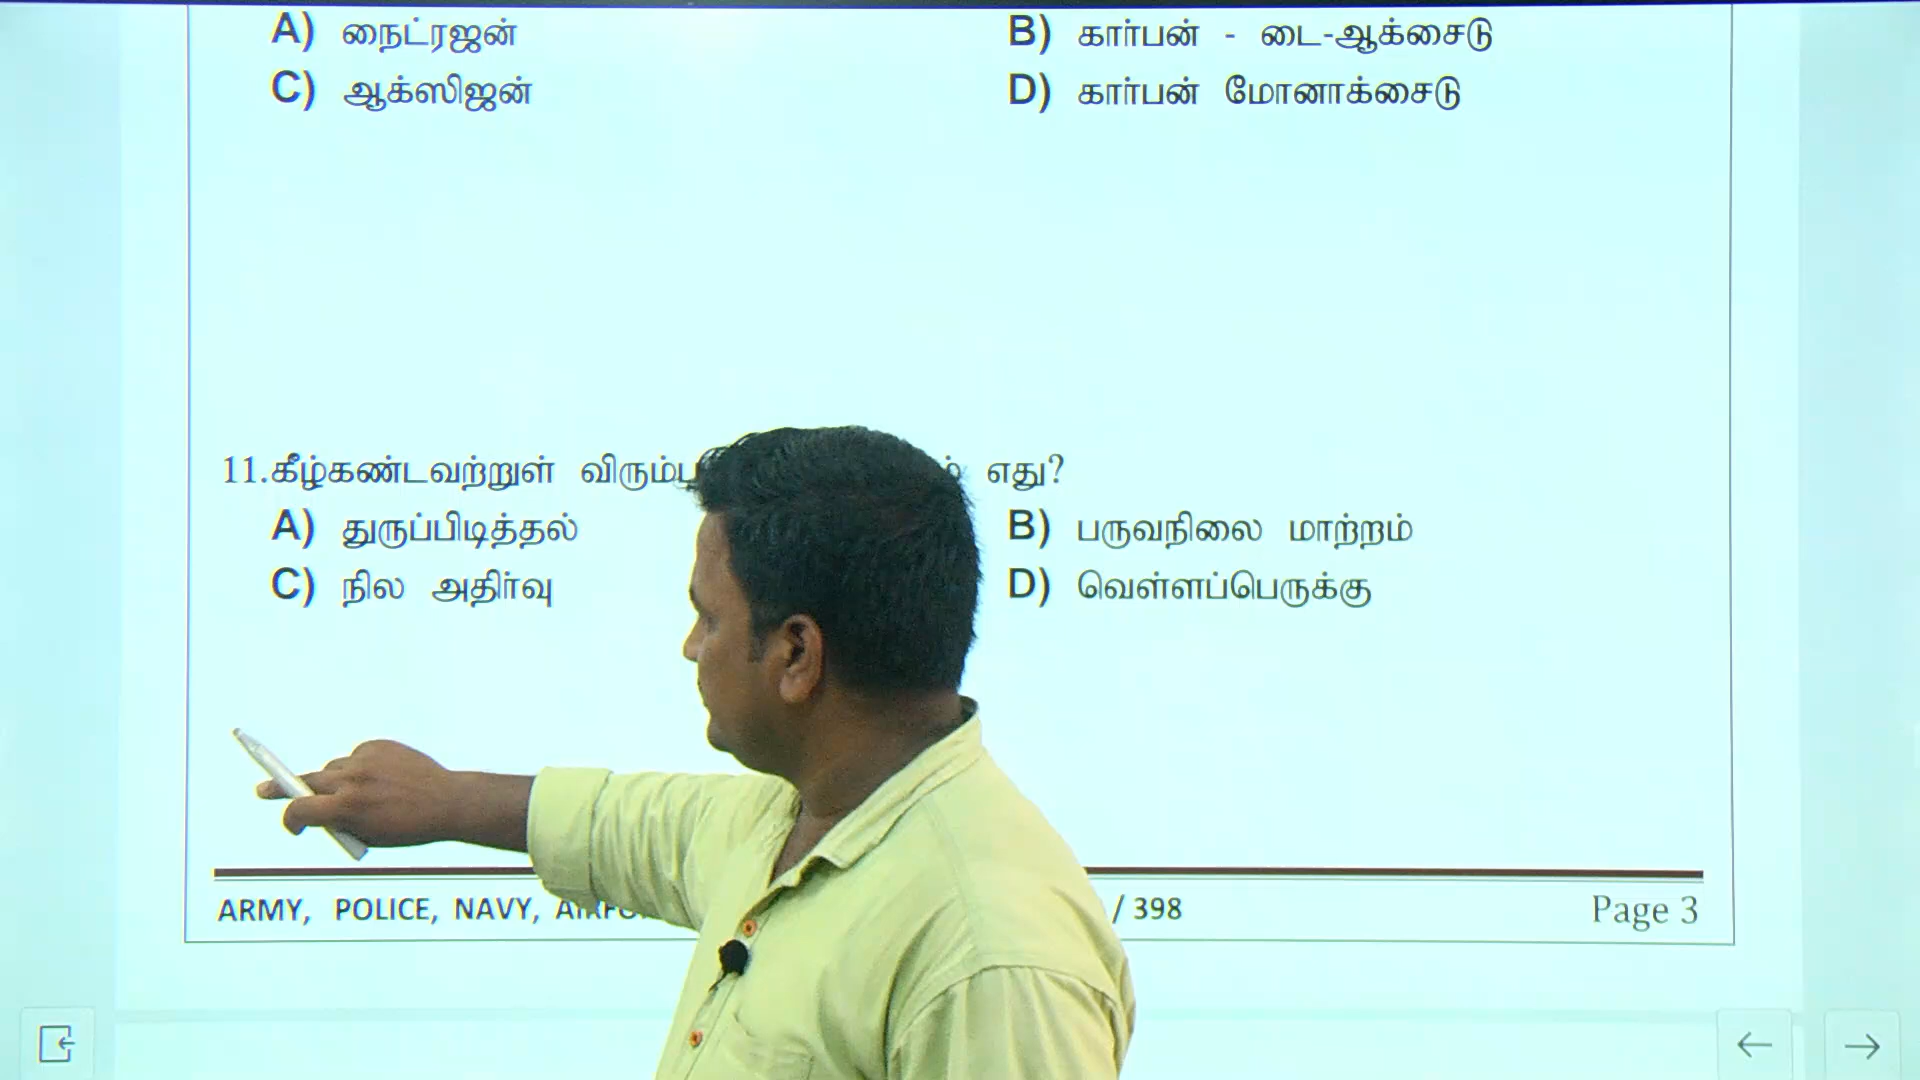 A) நைட்ரஜன்
B) கார்பன் - டை-ஆக்சைடு
C) ஆக்ஸிஜன்
D) கார்பன் மோனாக்சைடு
11.கீழ்கண்டவற்றுள் எது?
A) துருப்பிடித்தல்
B) பருவநிலை மாற்றம்
C) நில அதிர்வு
D) வெள்ளப்பெருக்கு
ARMY, POLICE, NAVY, / 398
Page 3